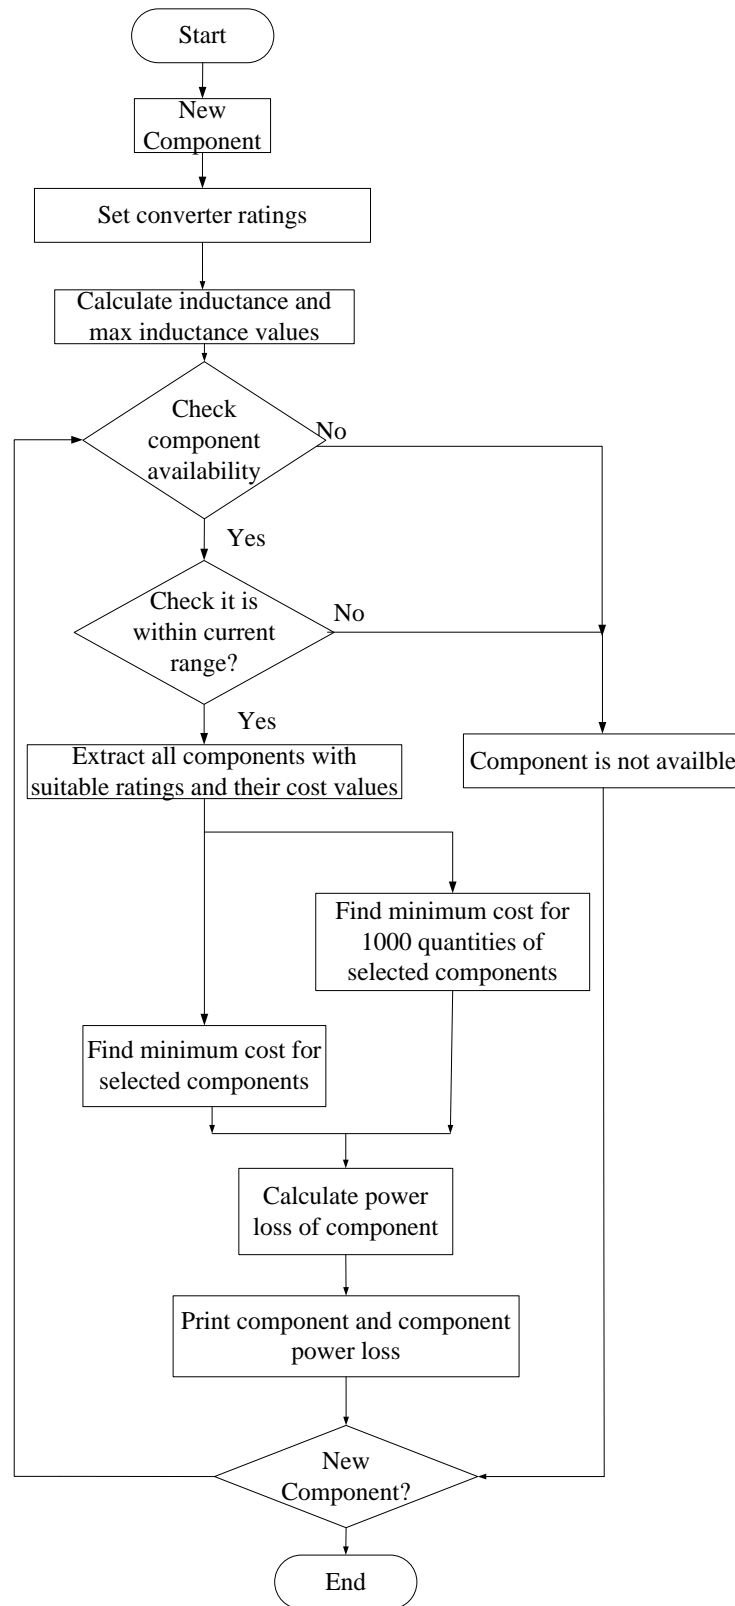 Start
New
Component
Set converter ratings
Calculate inductance and
max inductance values
Check
component
availability
No
Yes
Check it is
within current
range?
No
Yes
Extract all components with
suitable ratings and their cost values
Component is not availble
Find minimum cost for
1000 quantities of
selected components
Find minimum cost for
selected components
Calculate power
loss of component
Print component and component
power loss
New
Component?
End